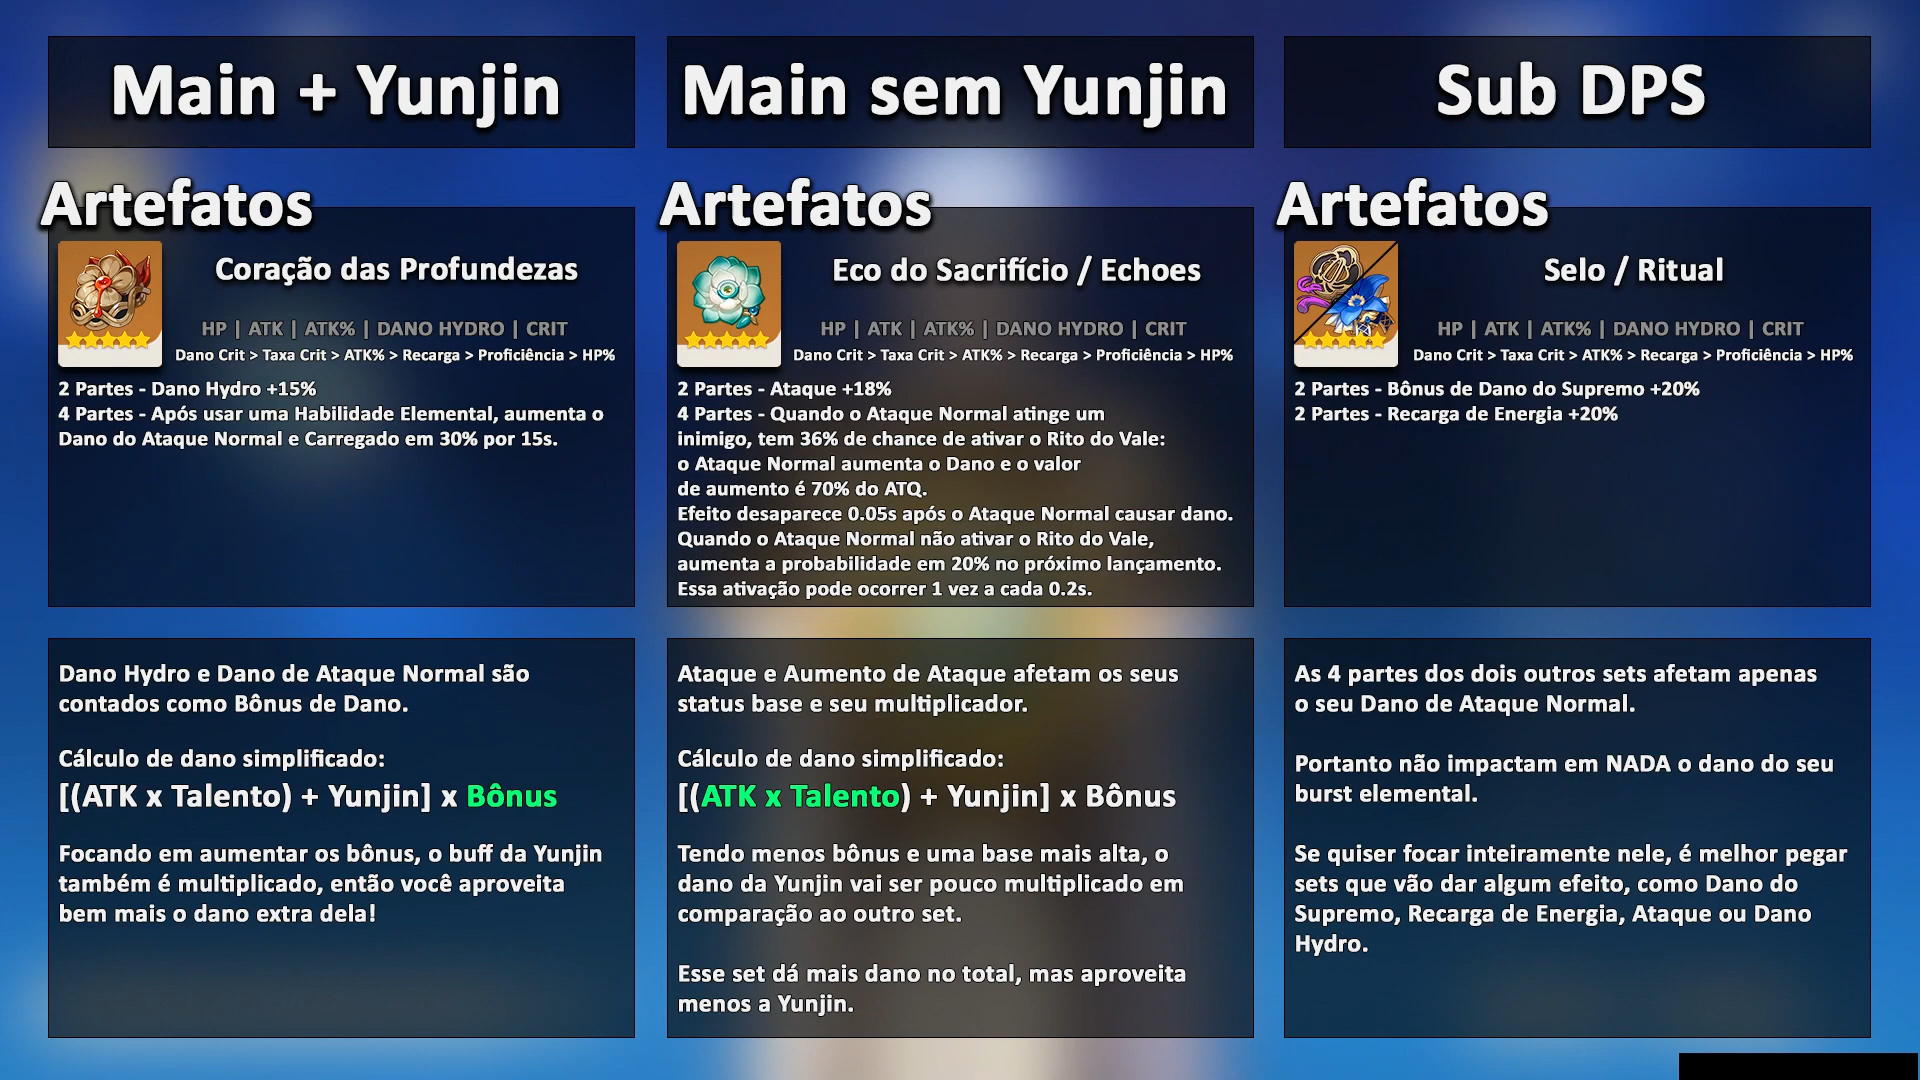 Main + Yunjin
Artefatos
Coração das Profundezas
HP | ATK | ATK% | DANO HYDRO | CRIT
Dano Crit > Taxa Crit > ATK% > Recarga > Proficiência > HP%
2 Partes - Dano Hydro +15%
4 Partes - Após usar uma Habilidade Elemental, aumenta o
Dano do Ataque Normal e Carregado em 30% por 15s.
Dano Hydro e Dano de Ataque Normal são
contados como Bônus de Dano.
Cálculo de dano simplificado:
[(ATK x Talento) + Yunjin] x Bônus
Focando em aumentar os bônus, o buff da Yunjin
também é multiplicado, então você aproveita
bem mais o dano extra dela!
Main sem Yunjin
Artefatos
Eco do Sacrifício / Echoes
HP | ATK | ATK% | DANO HYDRO | CRIT
Dano Crit > Taxa Crit > ATK% > Recarga > Proficiência > HP%
2 Partes - Ataque +18%
4 Partes - Quando o Ataque Normal atinge um
inimigo, tem 36% de chance de ativar o Rito do Vale:
o Ataque Normal aumenta o Dano e o valor
de aumento é 70% do ATQ.
Efeito desaparece 0.05s após o Ataque Normal causar dano.
Quando o Ataque Normal não ativar o Rito do Vale,
aumenta a probabilidade em 20% no próximo lançamento.
Essa ativação pode ocorrer 1 vez a cada 0.2s.
Ataque e Aumento de Ataque afetam os seus
status base e seu multiplicador.
Cálculo de dano simplificado:
[(ATK x Talento) + Yunjin] x Bônus
Tendo menos bônus e uma base mais alta, o
dano da Yunjin vai ser pouco multiplicado em
comparação ao outro set.
Esse set dá mais dano no total, mas aproveita
menos a Yunjin.
Sub DPS
Artefatos
Selo / Ritual
HP | ATK | ATK% | DANO HYDRO | CRIT
Dano Crit > Taxa Crit > ATK% > Recarga > Proficiência > HP%
2 Partes - Bônus de Dano do Supremo +20%
2 Partes - Recarga de Energia +20%
As 4 partes dos dois outros sets afetam apenas
o seu Dano de Ataque Normal.
Portanto não impactam em NADA o dano do seu
burst elemental.
Se quiser focar inteiramente nele, é melhor pegar
sets que vão dar algum efeito, como Dano do
Supremo, Recarga de Energia, Ataque ou Dano
Hydro.